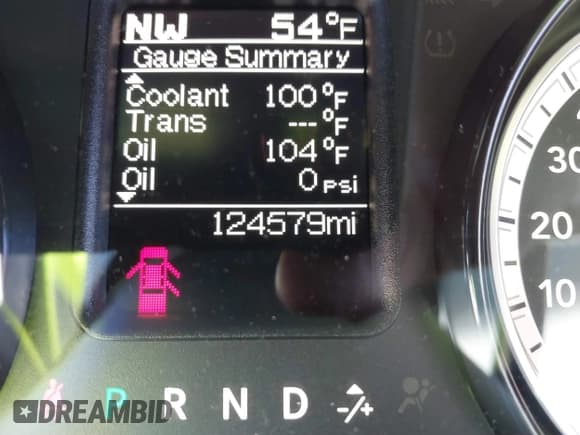 NW 54°F
Gauge Summary
Coolant 100°F
Trans ---°F
Oil 104°F
Oil 0 PSI
124579mi
30
20
10
P R N D -/+
DREAMBID